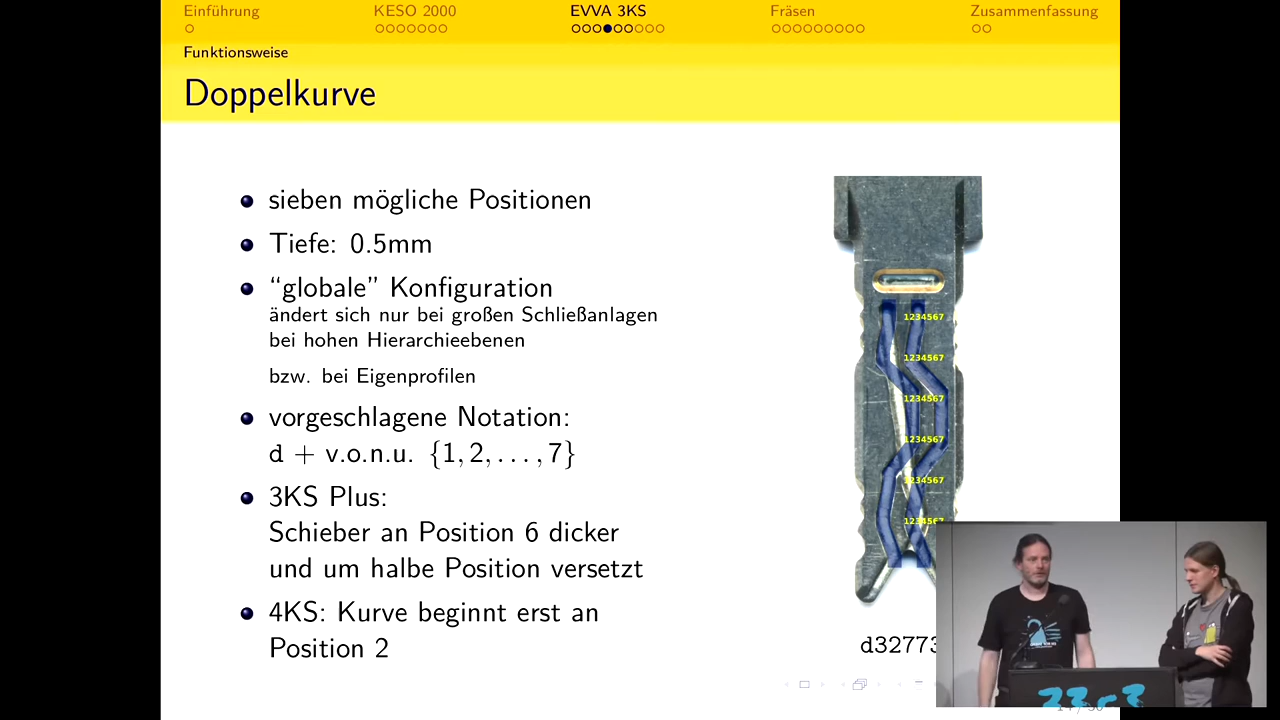 Einführung
KESO 2000
EVVA 3KS
Fräsen
Zusammenfassung
Funktionsweise
Doppelkurve
sieben mögliche Positionen
Tiefe: 0.5mm
“globale” Konfiguration
ändert sich nur bei großen Schließanlagen
bei hohen Hierarchieebenen
bzw. bei Eigenprofilen
vorgeschlagene Notation:
d + v.o.n.u. {1, 2, . . . , 7}
3KS Plus:
Schieber an Position 6 dicker
und um halbe Position versetzt
4KS: Kurve beginnt erst an
Position 2
1234567
1234567
1234567
1234567
1234567
1234567
d32773